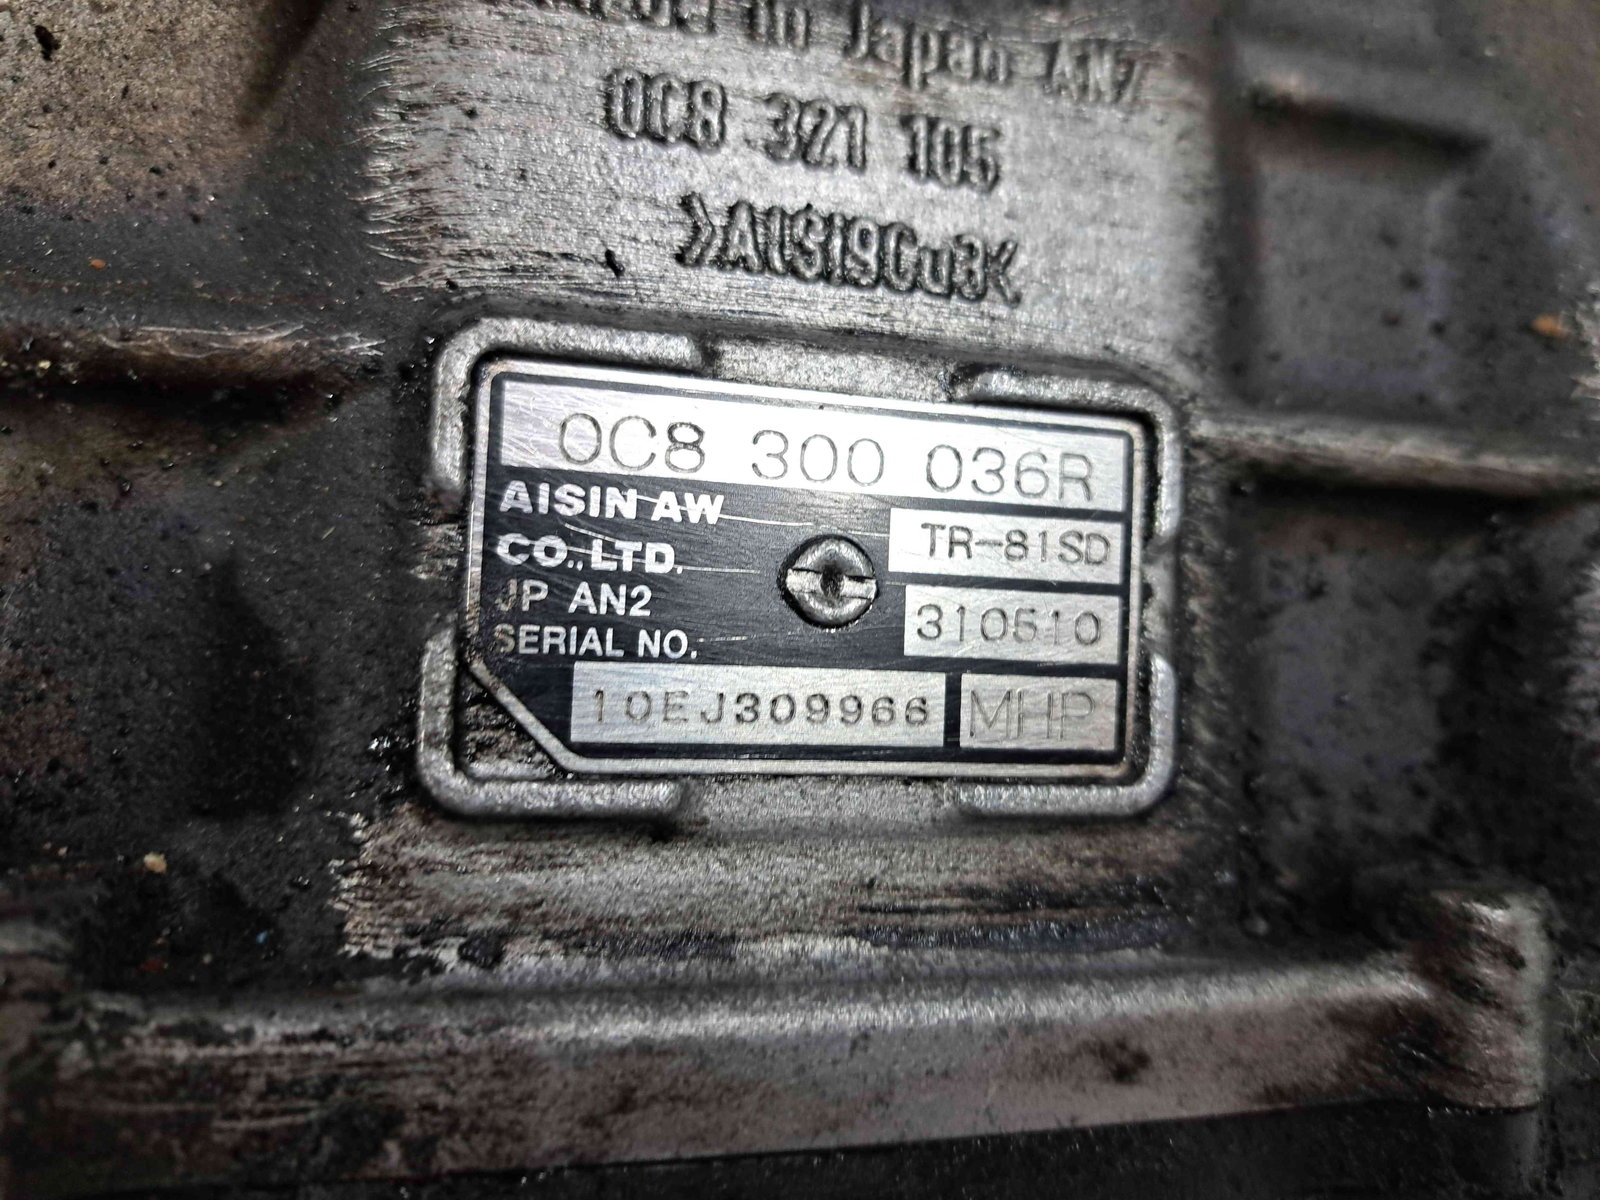 in Japan ANZ
0C8 321 105
>AlSi9Cu3<
0C8 300 036R
AISIN AW
CO.,LTD.
TR-81SD
JP AN2
310510
SERIAL NO.
10EJ309966
MHP